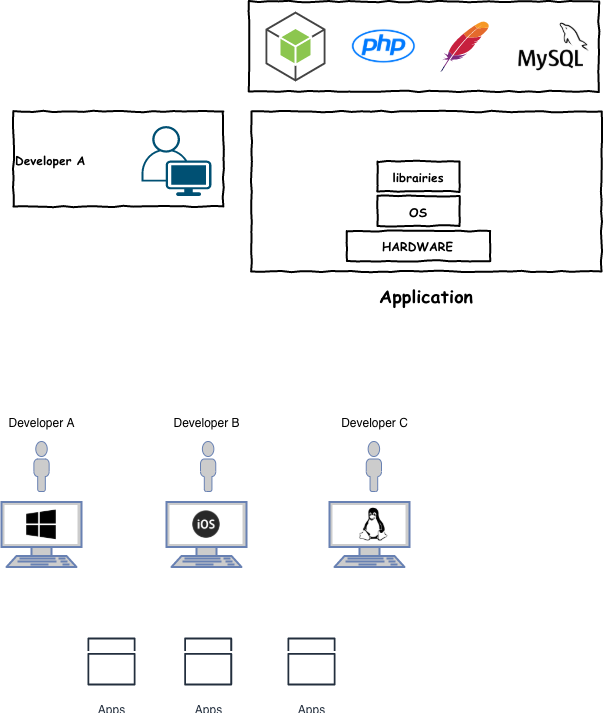 php
MySQL
Developer A
librairies
OS
HARDWARE
Application
Developer A
Developer B
Developer C
iOS
Apps
Apps
Apps